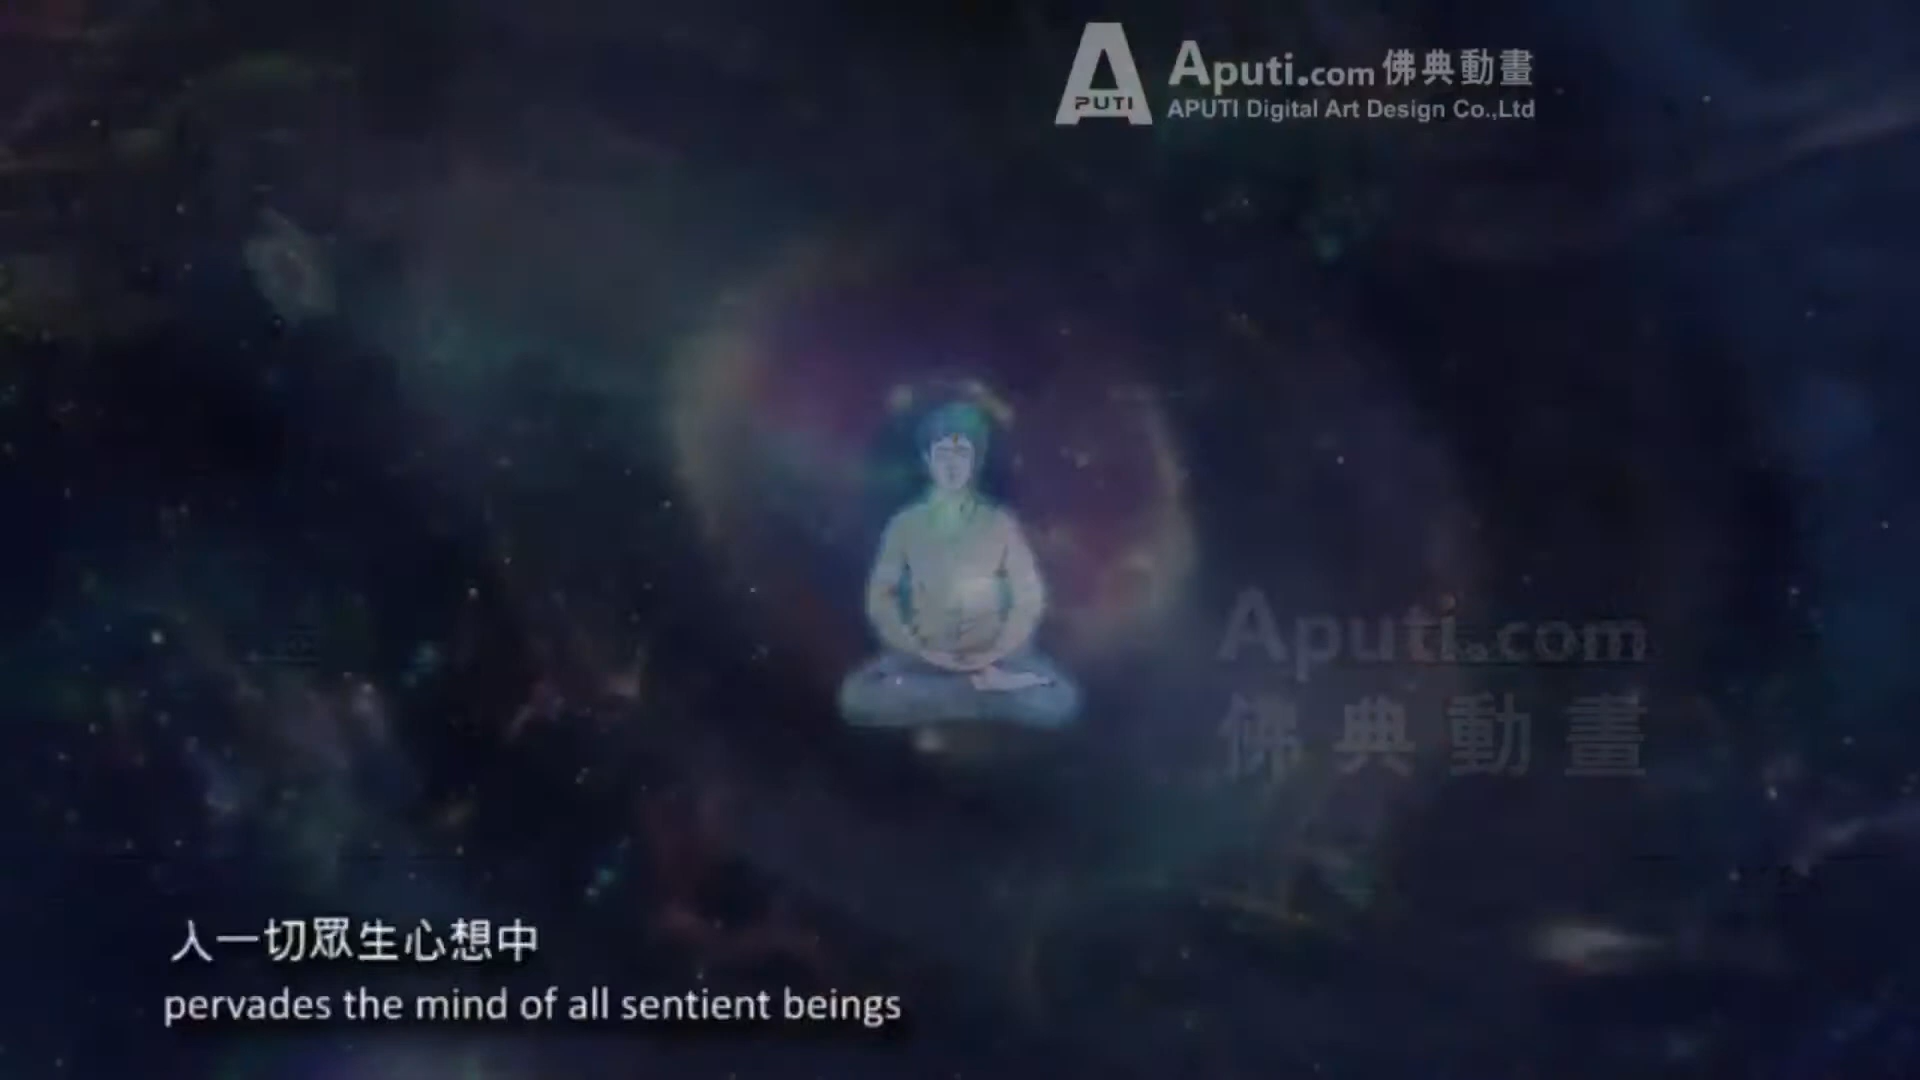 A
PUTI
Aputi.com 佛典動畫
APUTI Digital Art Design Co.,Ltd
Aputi.com
佛典動畫
入一切眾生心想中
pervades the mind of all sentient beings